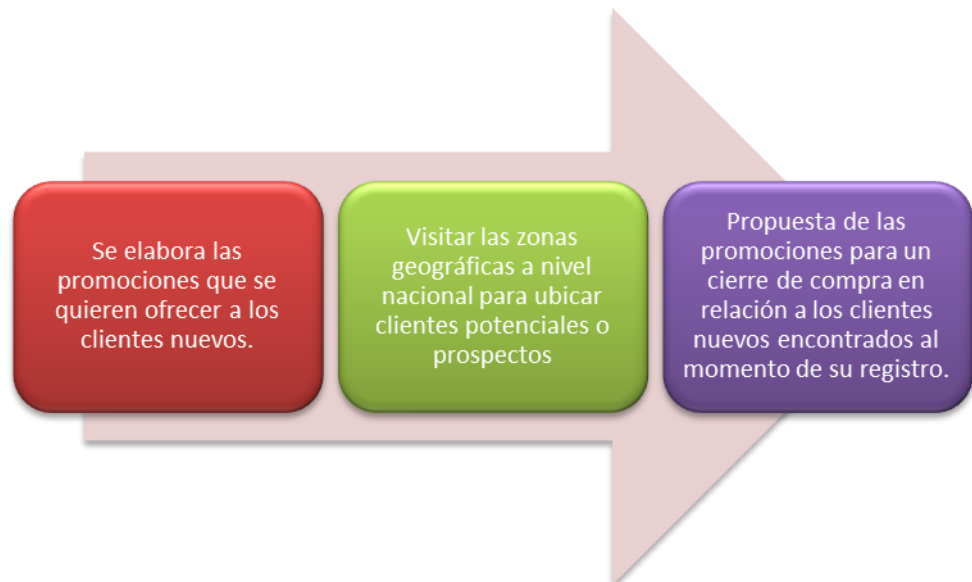 Se elabora las
promociones que se
quieren ofrecer a los
clientes nuevos.
Visitar las zonas
geográficas a nivel
nacional para ubicar
clientes potenciales o
prospectos
Propuesta de las
promociones para un
cierre de compra en
relación a los clientes
nuevos encontrados al
momento de su registro.